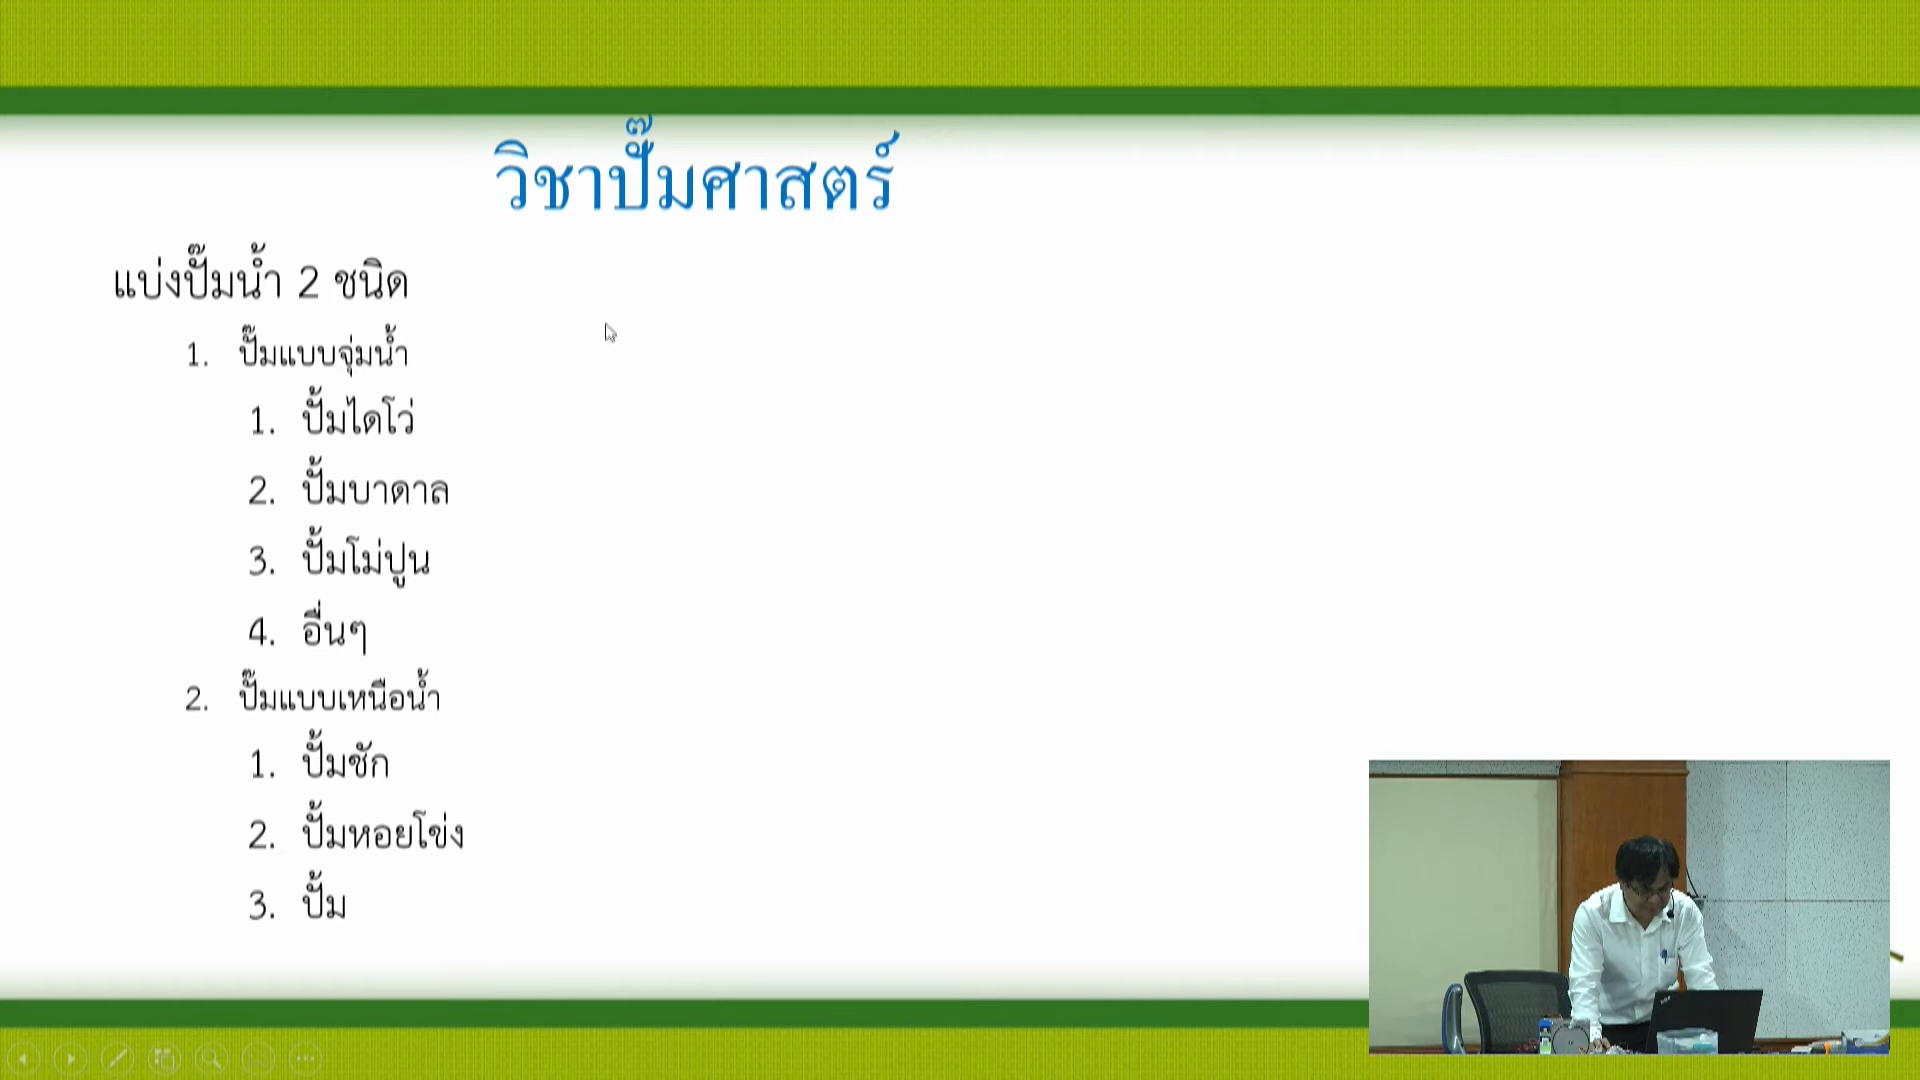 วิชาปั๊มศาสตร์
แบ่งปั๊มน้ำ 2 ชนิด
1. ปั๊มแบบจุ่มน้ำ
1. ปั้มไดโว่
2. ปั้มบาดาล
3. ปั้มโม่ปูน
4. อื่นๆ
2. ปั๊มแบบเหนือน้ำ
1. ปั้มชัก
2. ปั้มหอยโข่ง
3. ปั้ม